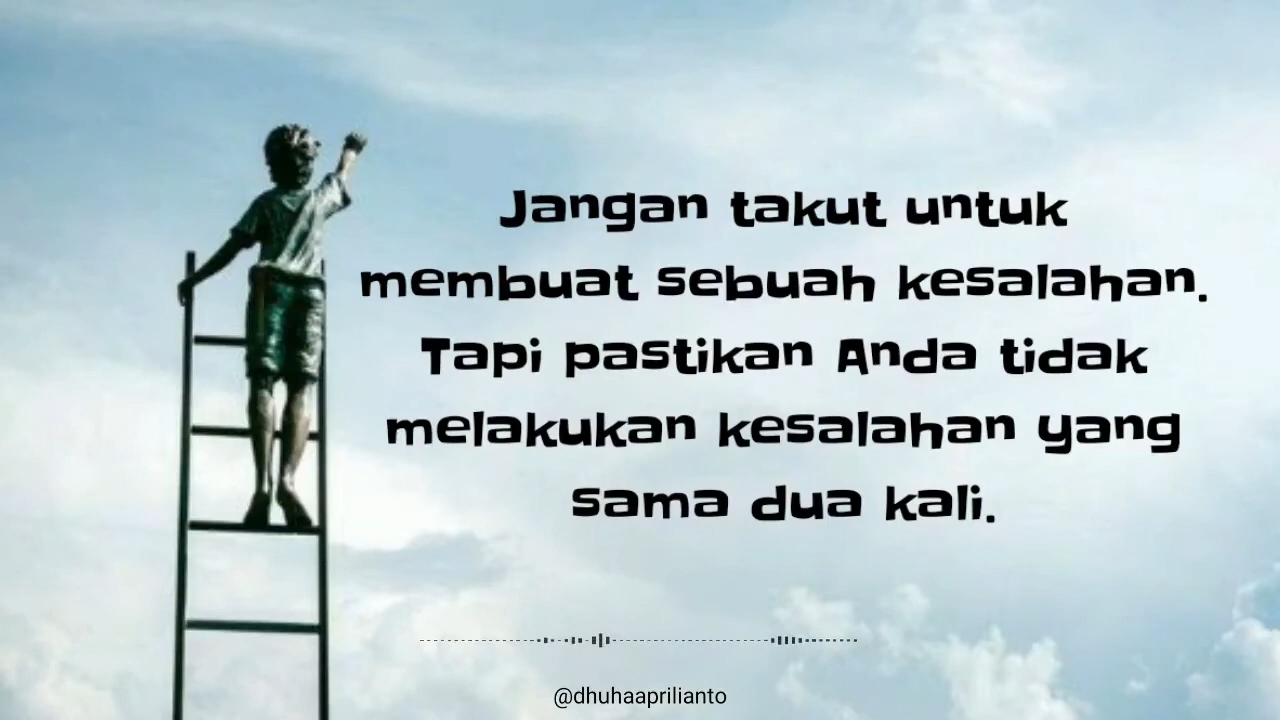 Jangan takut untuk
membuat sebuah kesalahan.
Tapi pastikan Anda tidak
melakukan kesalahan yang
sama dua kali.
@dhuhaaprilianto